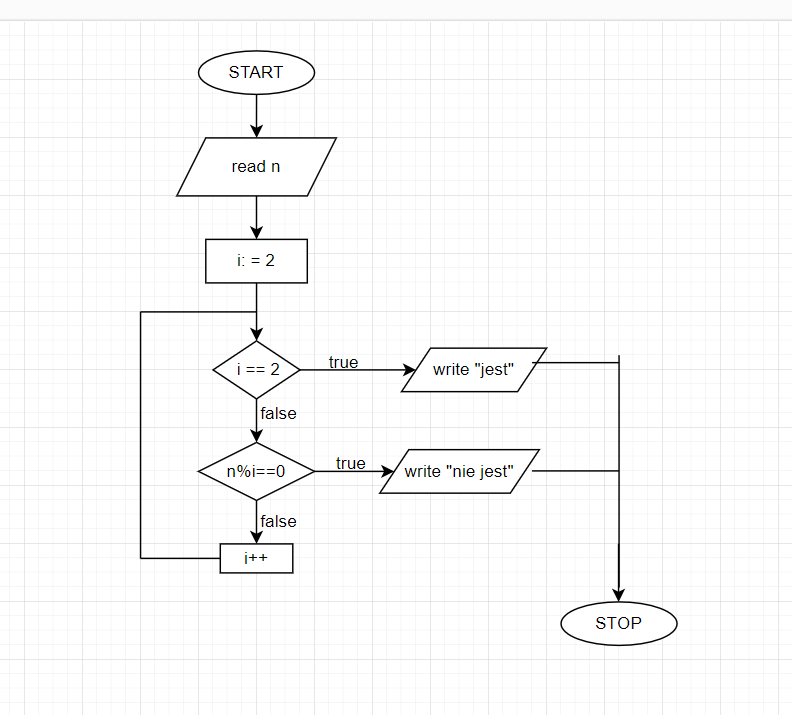 START
read n
i: = 2
i == 2
true
write "jest"
false
n%i==0
true
write "nie jest"
false
i++
STOP